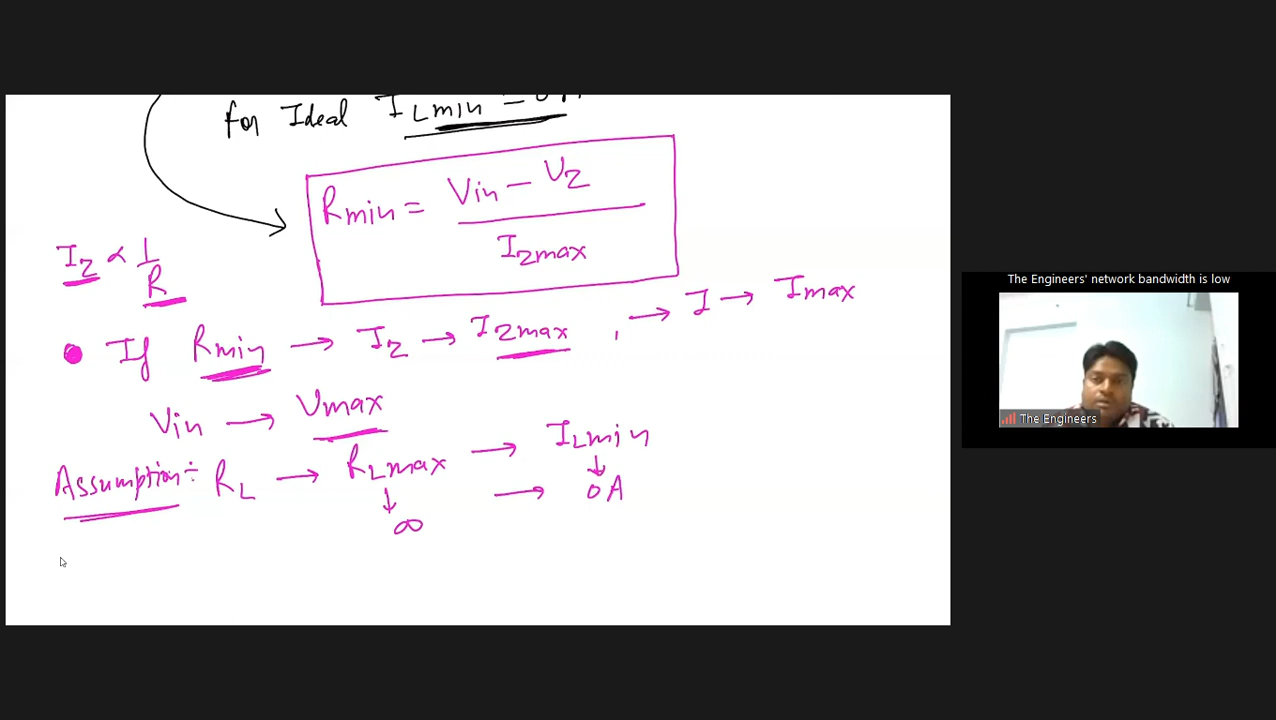 for Ideal ILmin = 0A
Rmin = Vin - VZ
IZmax
IZ ∝ 1
R
• If Rmin → IZ → IZmax , → I → Imax
Vin → Vmax
Assumption:- RL → RLmax → ILmin
↓ ↓
∞ → 0A
The Engineers' network bandwidth is low
The Engineers